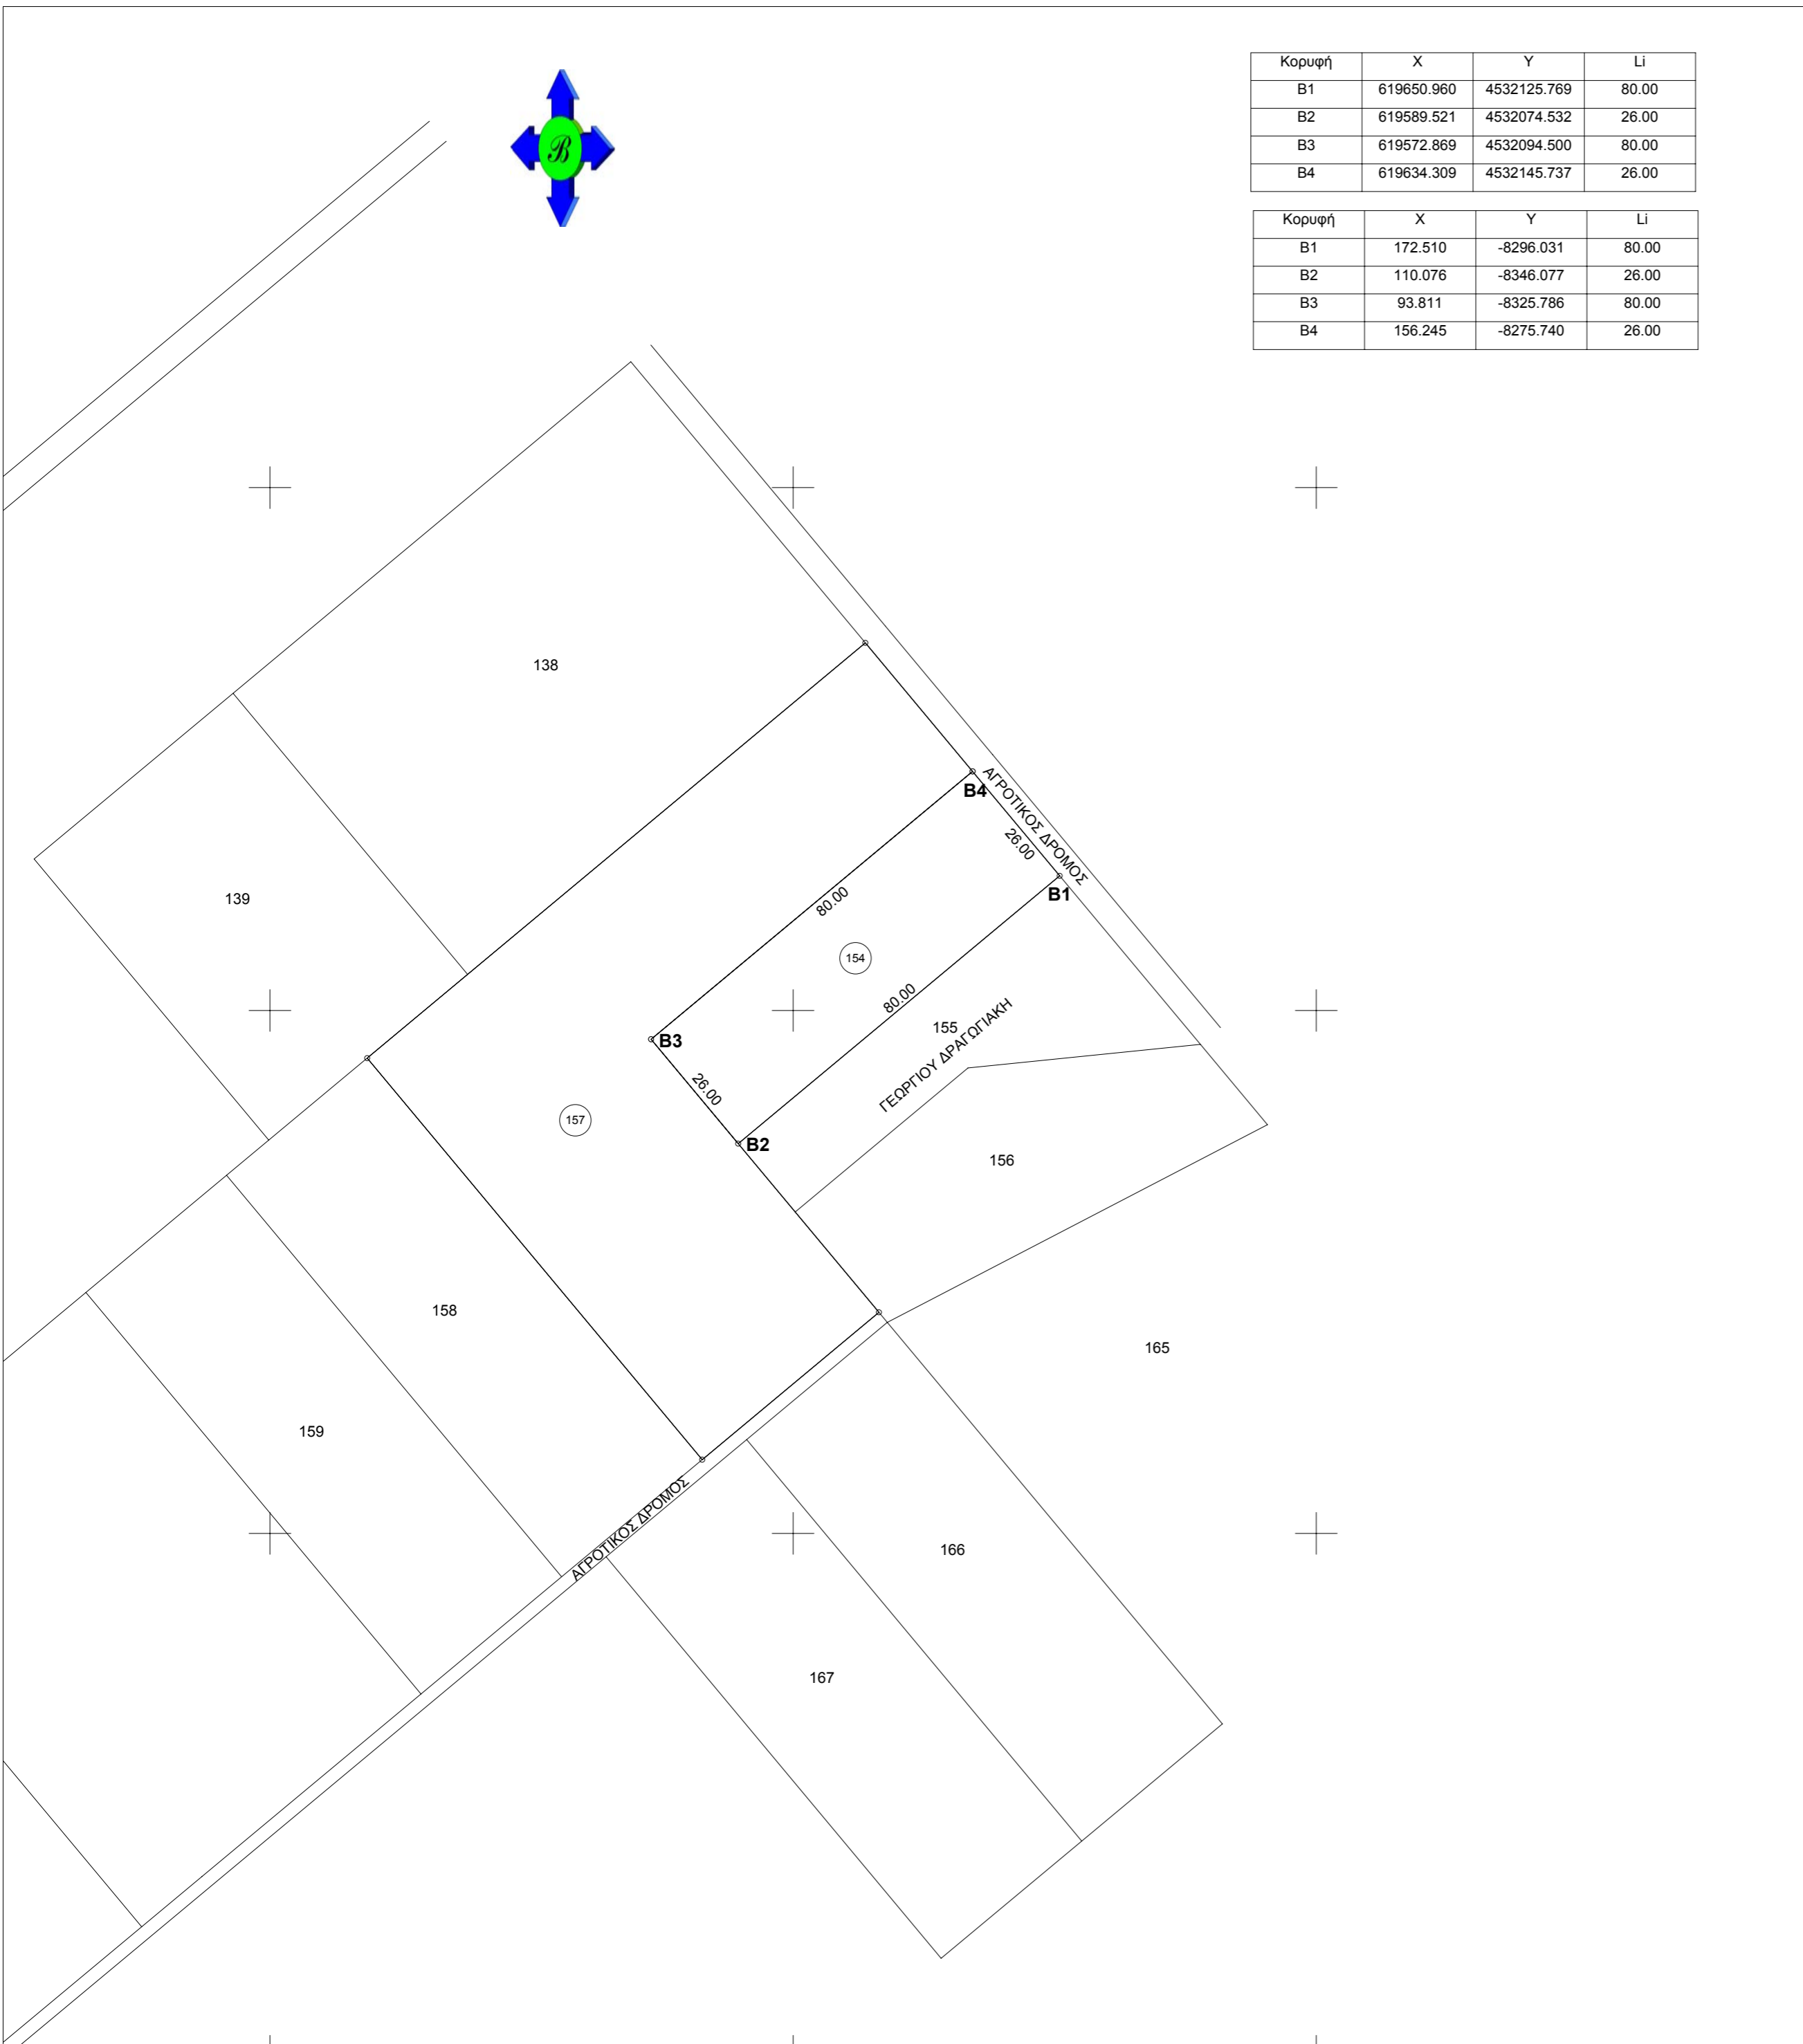 Κορυφή X Y Li
B1 619650.960 4532125.769 80.00
B2 619589.521 4532074.532 26.00
B3 619572.869 4532094.500 80.00
B4 619634.309 4532145.737 26.00
Κορυφή X Y Li
B1 172.510 -8296.031 80.00
B2 110.076 -8346.077 26.00
B3 93.811 -8325.786 80.00
B4 156.245 -8275.740 26.00
B
138
B4
ΑΓΡΟΤΙΚΟΣ ΔΡΟΜΟΣ
26.00
B1
139
80.00
154
80.00
155
ΓΕΩΡΓΙΟΥ ΔΡΑΓΩΓΙΑΚΗ
B3
26.00
157
B2
156
158
165
159
ΑΓΡΟΤΙΚΟΣ ΔΡΟΜΟΣ
166
167